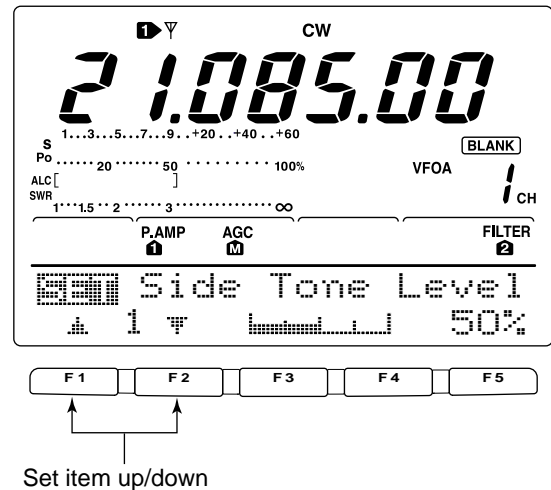 1 CW
21.085.00
S 1...3...5...7...9..+20..+40..+60
BLANK
Po ...... 20 ...... 50 .......... 100%
VFOA 1 CH
ALC [ ]
SWR 1...1.5..2......3................∞
P.AMP AGC FILTER
1 M 2
SET Side Tone Level
1 50%
F1 F2 F3 F4 F5
Set item up/down